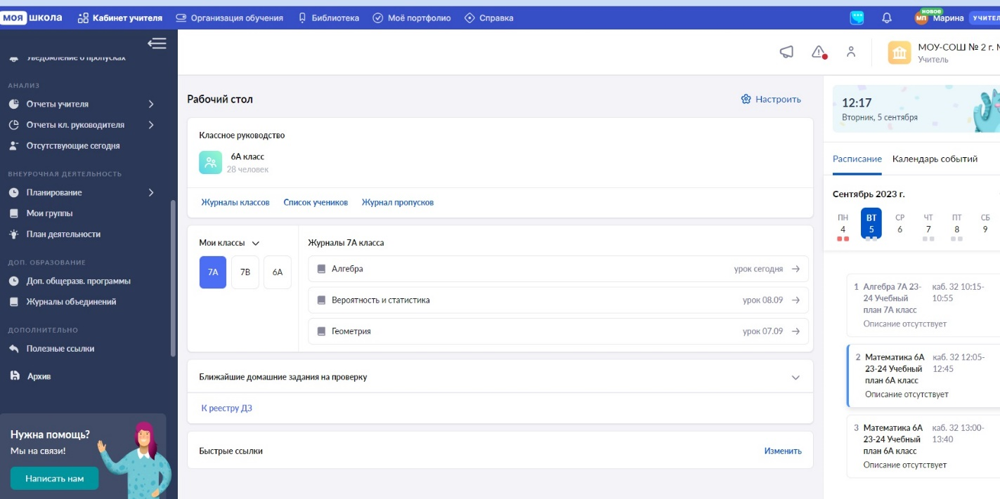 моя школа
Кабинет учителя
Организация обучения
Библиотека
Моё портфолио
Справка
новое
МП
Марина
УЧИТЕЛ
Уведомление о пропусках
АНАЛИЗ
Отчеты учителя
Отчеты кл. руководителя
Отсутствующие сегодня
ВНЕУРОЧНАЯ ДЕЯТЕЛЬНОСТЬ
Планирование
Мои группы
План деятельности
ДОП. ОБРАЗОВАНИЕ
Доп. общеразв. программы
Журналы объединений
ДОПОЛНИТЕЛЬНО
Полезные ссылки
Архив
Нужна помощь?
Мы на связи!
Написать нам
МОУ-СОШ № 2 г.
Учитель
Рабочий стол
Настроить
Классное руководство
6А класс
28 человек
Журналы классов
Список учеников
Журнал пропусков
Мои классы
7А
7В
6А
Журналы 7А класса
Алгебра
урок сегодня
Вероятность и статистика
урок 08.09
Геометрия
урок 07.09
Ближайшие домашние задания на проверку
К реестру ДЗ
Быстрые ссылки
Изменить
12:17
Вторник, 5 сентября
Расписание
Календарь событий
Сентябрь 2023 г.
ПН ВТ СР ЧТ ПТ СБ
4 5 6 7 8 9
1 Алгебра 7А 23- каб. 32 10:15-
24 Учебный 10:55
план 7А класс
Описание отсутствует
2 Математика 6А каб. 32 12:05-
23-24 Учебный 12:45
план 6А класс
Описание отсутствует
3 Математика 6А каб. 32 13:00-
23-24 Учебный 13:40
план 6А класс
Описание отсутствует